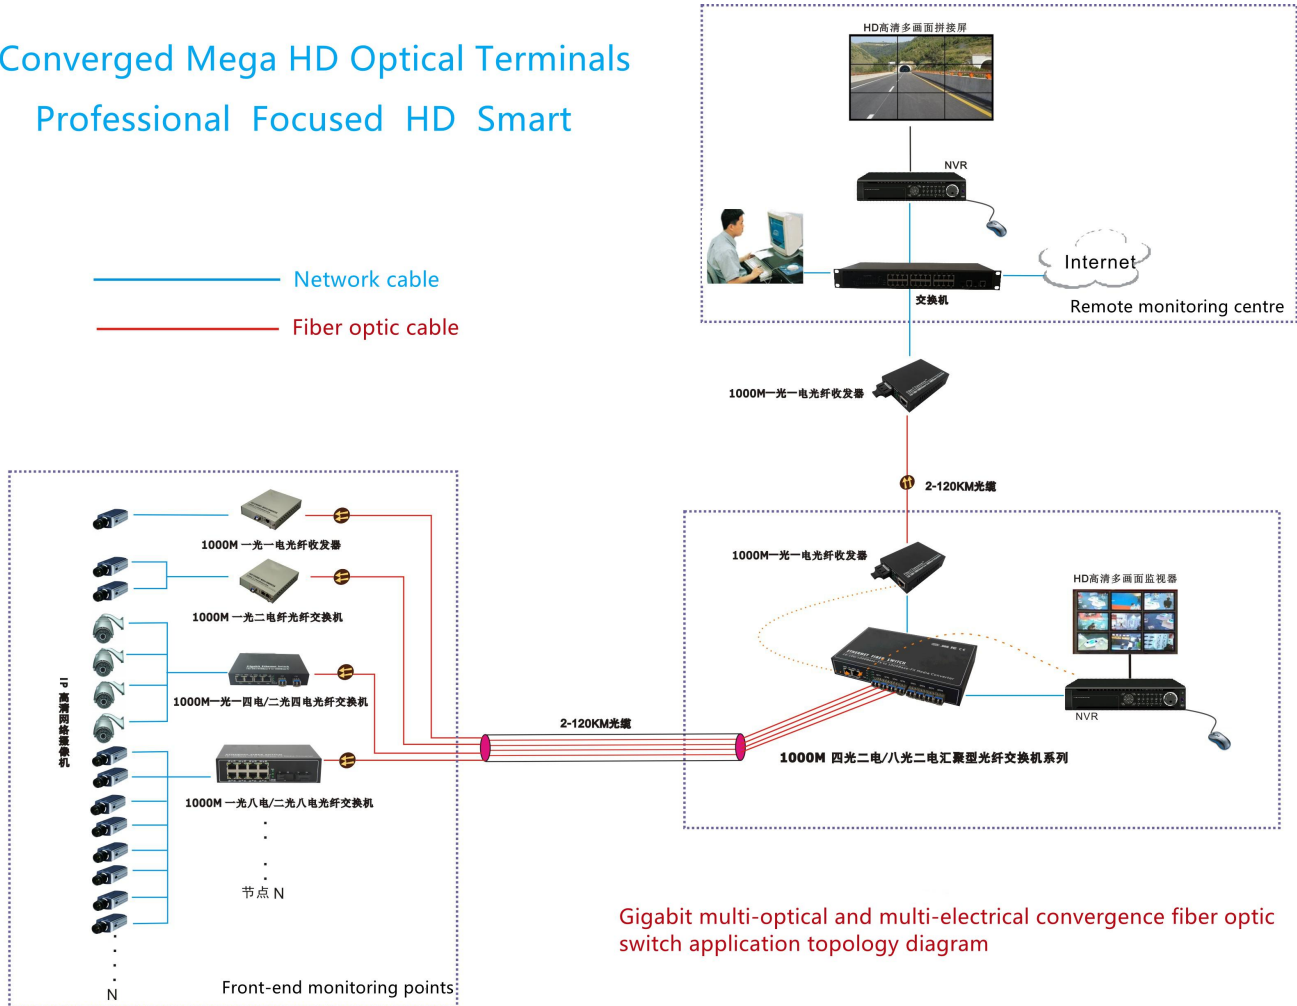 Converged Mega HD Optical Terminals
Professional Focused HD Smart
Network cable
Fiber optic cable
HD高清多画面拼接屏
NVR
Internet
交换机
Remote monitoring centre
1000M一光一电光纤收发器
2-120KM光缆
1000M一光一电光纤收发器
HD高清多画面监视器
ETHERNET FIBER SWITCH
NVR
1000M 四光二电/八光二电汇聚型光纤交换机系列
2-120KM光缆
IP 高清网络摄像机
1000M 一光一电光纤收发器
1000M 一光二电纤光纤交换机
1000M一光一四电/二光四电光纤交换机
1000M 一光八电/二光八电光纤交换机
节点 N
N
Front-end monitoring points
Gigabit multi-optical and multi-electrical convergence fiber optic
switch application topology diagram